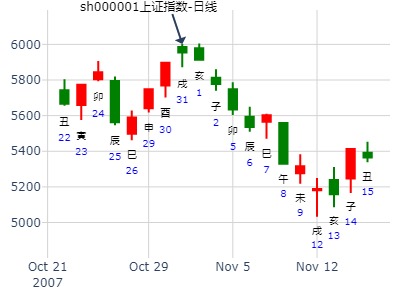 sh000001上证指数-日线
6000
5800
5600
5400
5200
5000
丑
22
寅
23
卯
24
辰
25
巳
26
申
29
酉
30
戌
31
亥
1
子
2
卯
5
辰
6
巳
7
午
8
未
9
戌
12
亥
13
子
14
丑
15
Oct 21
2007
Oct 29
Nov 5
Nov 12